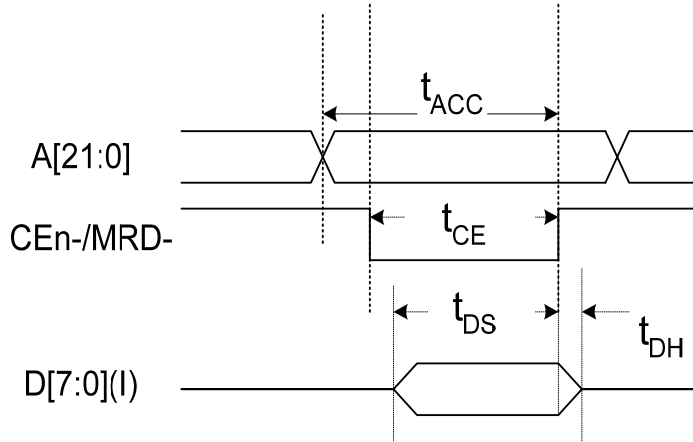 tACC
A[21:0]
tCE
CEn-/MRD-
tDS
tDH
D[7:0](I)